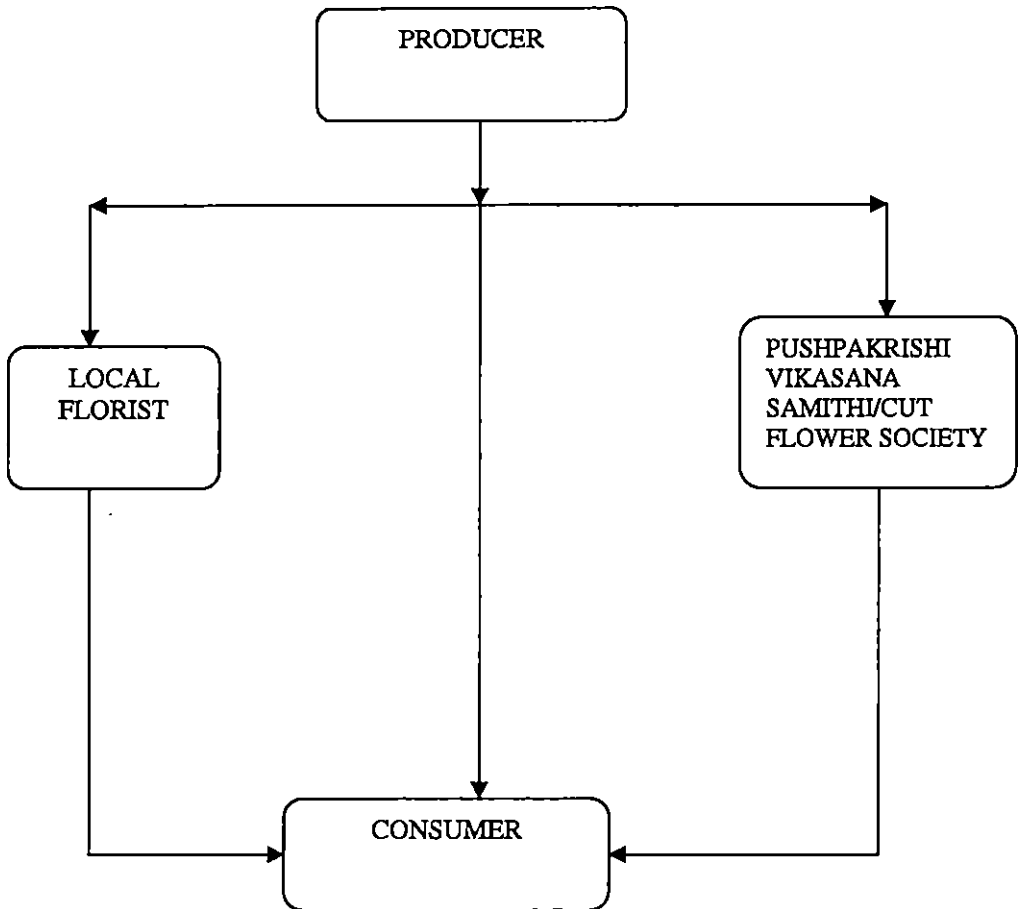 PRODUCER
LOCAL
FLORIST
PUSHPAKRISHI
VIKASANA
SAMITHI/CUT
FLOWER SOCIETY
CONSUMER